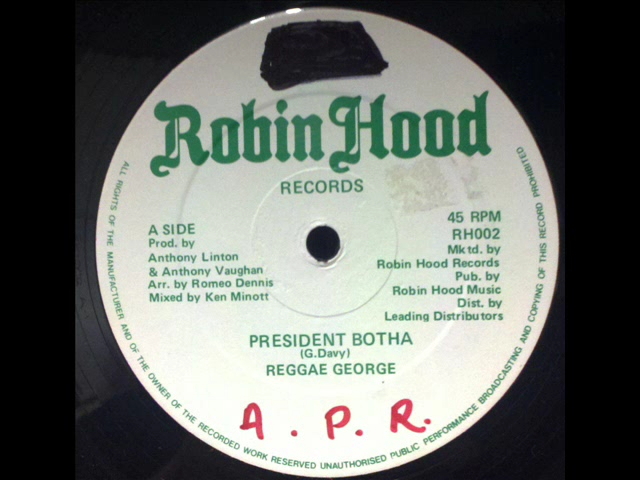 Robin Hood
RECORDS
A SIDE
Prod. by
Anthony Linton
& Anthony Vaughan
Arr. by Romeo Dennis
Mixed by Ken Minott
45 RPM
RH002
Mktd. by
Robin Hood Records
Pub. by
Robin Hood Music
Dist. by
Leading Distributors
PRESIDENT BOTHA
(G.Davy)
REGGAE GEORGE
A . P. R.
ALL RIGHTS OF THE MANUFACTURER AND OF THE OWNER OF THE RECORDED WORK RESERVED UNAUTHORISED PUBLIC PERFORMANCE BROADCASTING AND COPYING OF THIS RECORD PROHIBITED